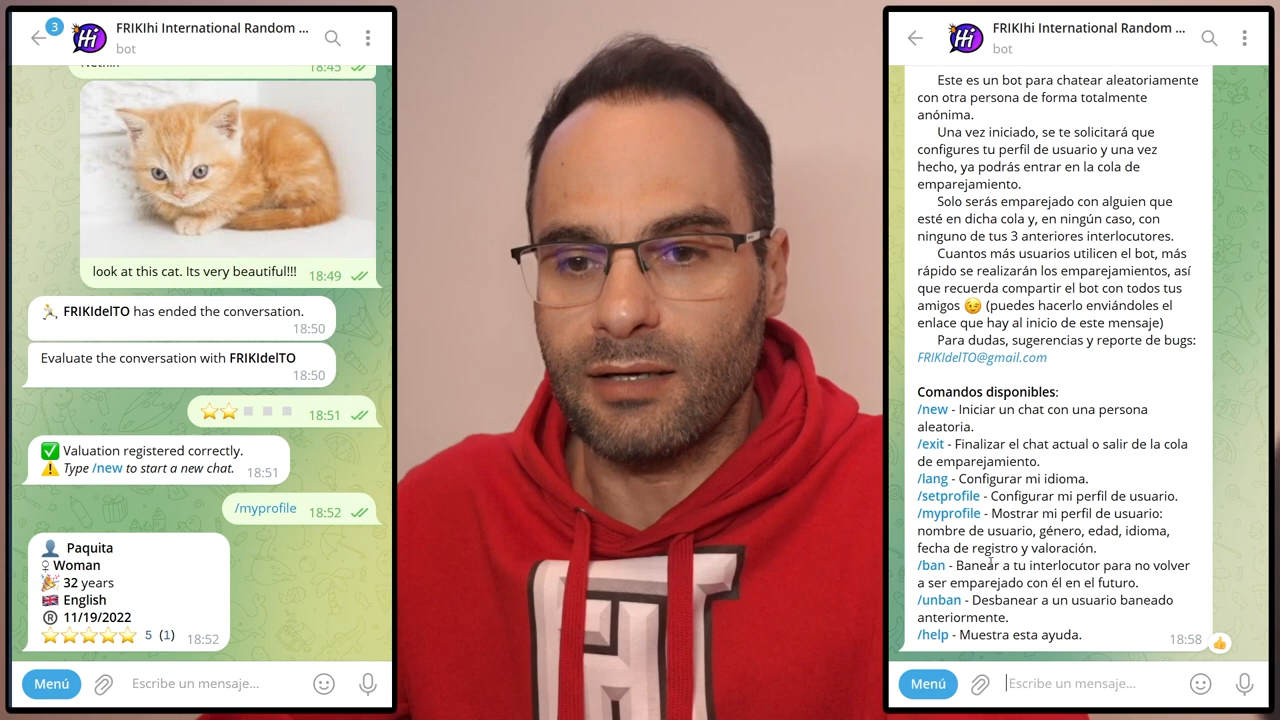 3
FRIKIhi International Random ...
bot
18:45
look at this cat. Its very beautiful!!!
18:49
FRIKIdelTO has ended the conversation.
18:50
Evaluate the conversation with FRIKIdelTO
18:50
18:51
Valuation registered correctly.
Type /new to start a new chat.
18:51
/myprofile
18:52
Paquita
Woman
32 years
English
® 11/19/2022
5 (1)
18:52
Menú
Escribe un mensaje...
Hi
FRIKIhi International Random ...
bot
Este es un bot para chatear aleatoriamente
con otra persona de forma totalmente
anónima.
Una vez iniciado, se te solicitará que
configures tu perfil de usuario y una vez
hecho, ya podrás entrar en la cola de
emparejamiento.
Solo serás emparejado con alguien que
esté en dicha cola y, en ningún caso, con
ninguno de tus 3 anteriores interlocutores.
Cuantos más usuarios utilicen el bot, más
rápido se realizarán los emparejamientos, así
que recuerda compartir el bot con todos tus
amigos 😉 (puedes hacerlo enviándoles el
enlace que hay al inicio de este mensaje)
Para dudas, sugerencias y reporte de bugs:
FRIKIdelTO@gmail.com
Comandos disponibles:
/new - Iniciar un chat con una persona
aleatoria.
/exit - Finalizar el chat actual o salir de la cola
de emparejamiento.
/lang - Configurar mi idioma.
/setprofile - Configurar mi perfil de usuario.
/myprofile - Mostrar mi perfil de usuario:
nombre de usuario, género, edad, idioma,
fecha de registro y valoración.
/ban - Banear a tu interlocutor para no volver
a ser emparejado con él en el futuro.
/unban - Desbanear a un usuario baneado
anteriormente.
/help - Muestra esta ayuda.
18:58
Menú
Escribe un mensaje...
Hi